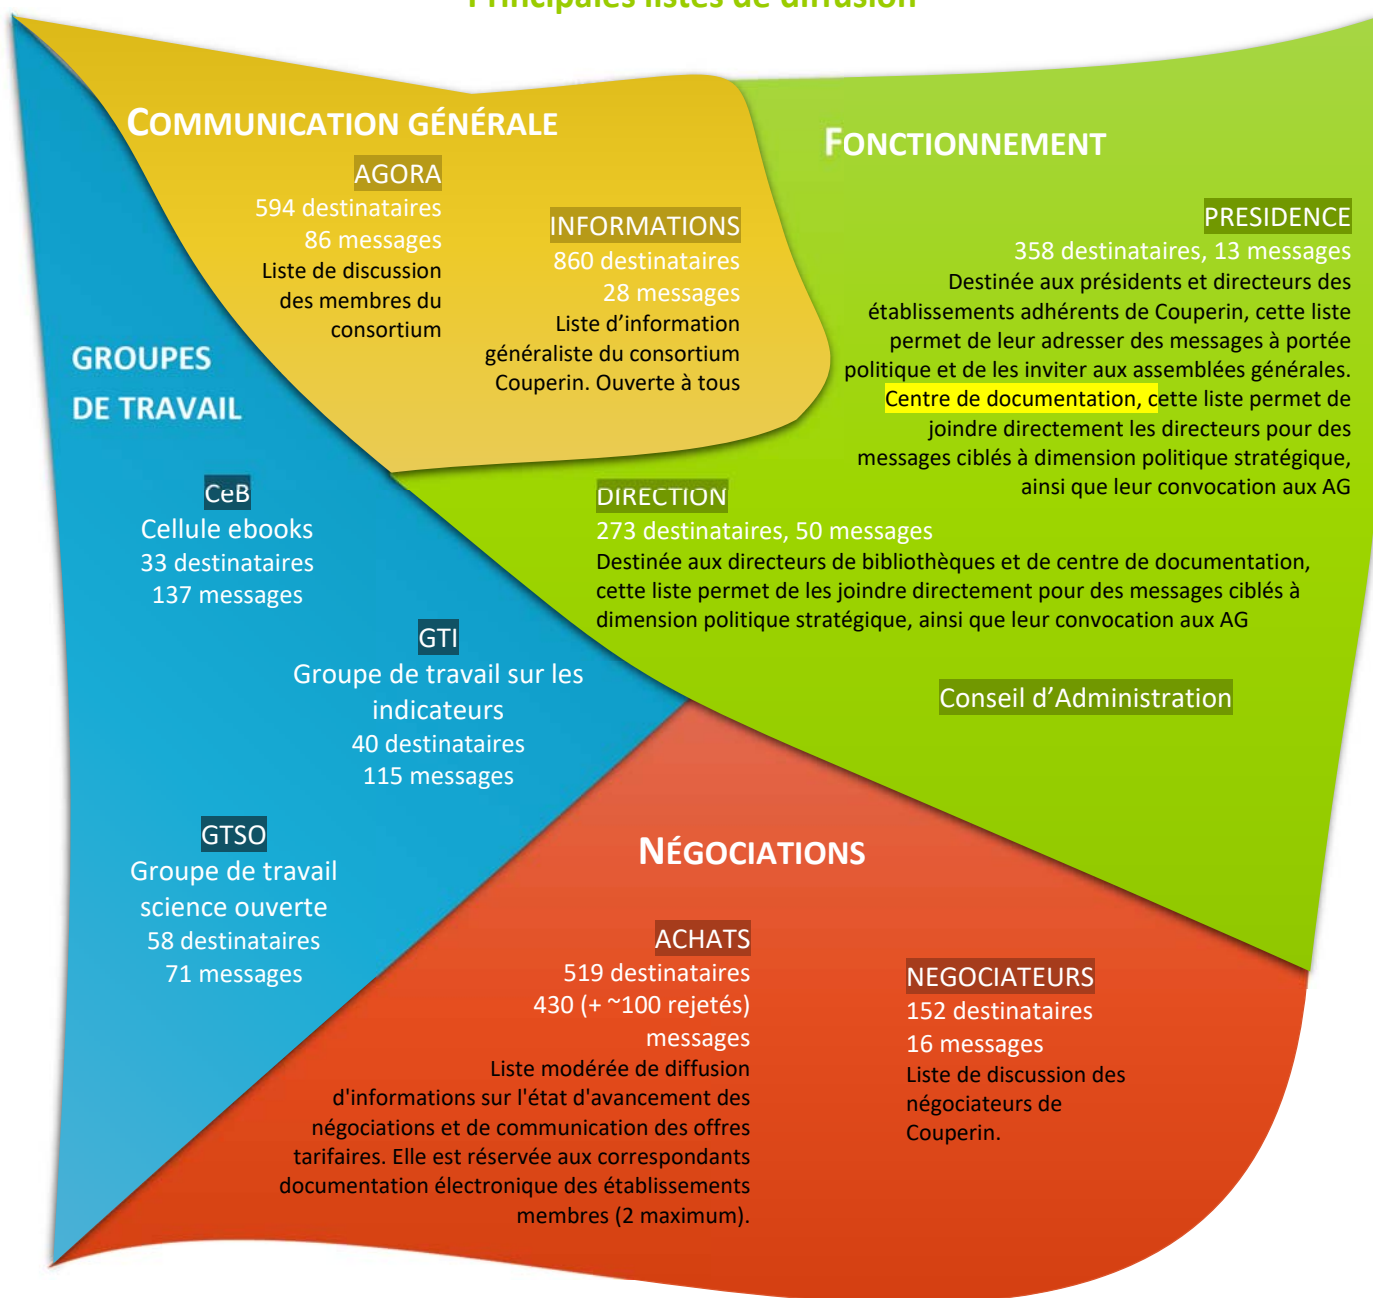 Principales listes de diffusion
COMMUNICATION GÉNÉRALE
AGORA
594 destinataires
86 messages
Liste de discussion
des membres du
consortium
INFORMATIONS
860 destinataires
28 messages
Liste d’information
généraliste du consortium
Couperin. Ouverte à tous
FONCTIONNEMENT
PRESIDENCE
358 destinataires, 13 messages
Destinée aux présidents et directeurs des
établissements adhérents de Couperin, cette liste
permet de leur adresser des messages à portée
politique et de les inviter aux assemblées générales.
Centre de documentation, cette liste permet de
joindre directement les directeurs pour des
messages ciblés à dimension politique stratégique,
ainsi que leur convocation aux AG
DIRECTION
273 destinataires, 50 messages
Destinée aux directeurs de bibliothèques et de centre de documentation,
cette liste permet de les joindre directement pour des messages ciblés à
dimension politique stratégique, ainsi que leur convocation aux AG
Conseil d’Administration
GROUPES
DE TRAVAIL
CeB
Cellule ebooks
33 destinataires
137 messages
GTI
Groupe de travail sur les
indicateurs
40 destinataires
115 messages
GTSO
Groupe de travail
science ouverte
58 destinataires
71 messages
NÉGOCIATIONS
ACHATS
519 destinataires
430 (+ ~100 rejetés)
messages
Liste modérée de diffusion
d'informations sur l'état d'avancement des
négociations et de communication des offres
tarifaires. Elle est réservée aux correspondants
documentation électronique des établissements
membres (2 maximum).
NEGOCIATEURS
152 destinataires
16 messages
Liste de discussion des
négociateurs de
Couperin.